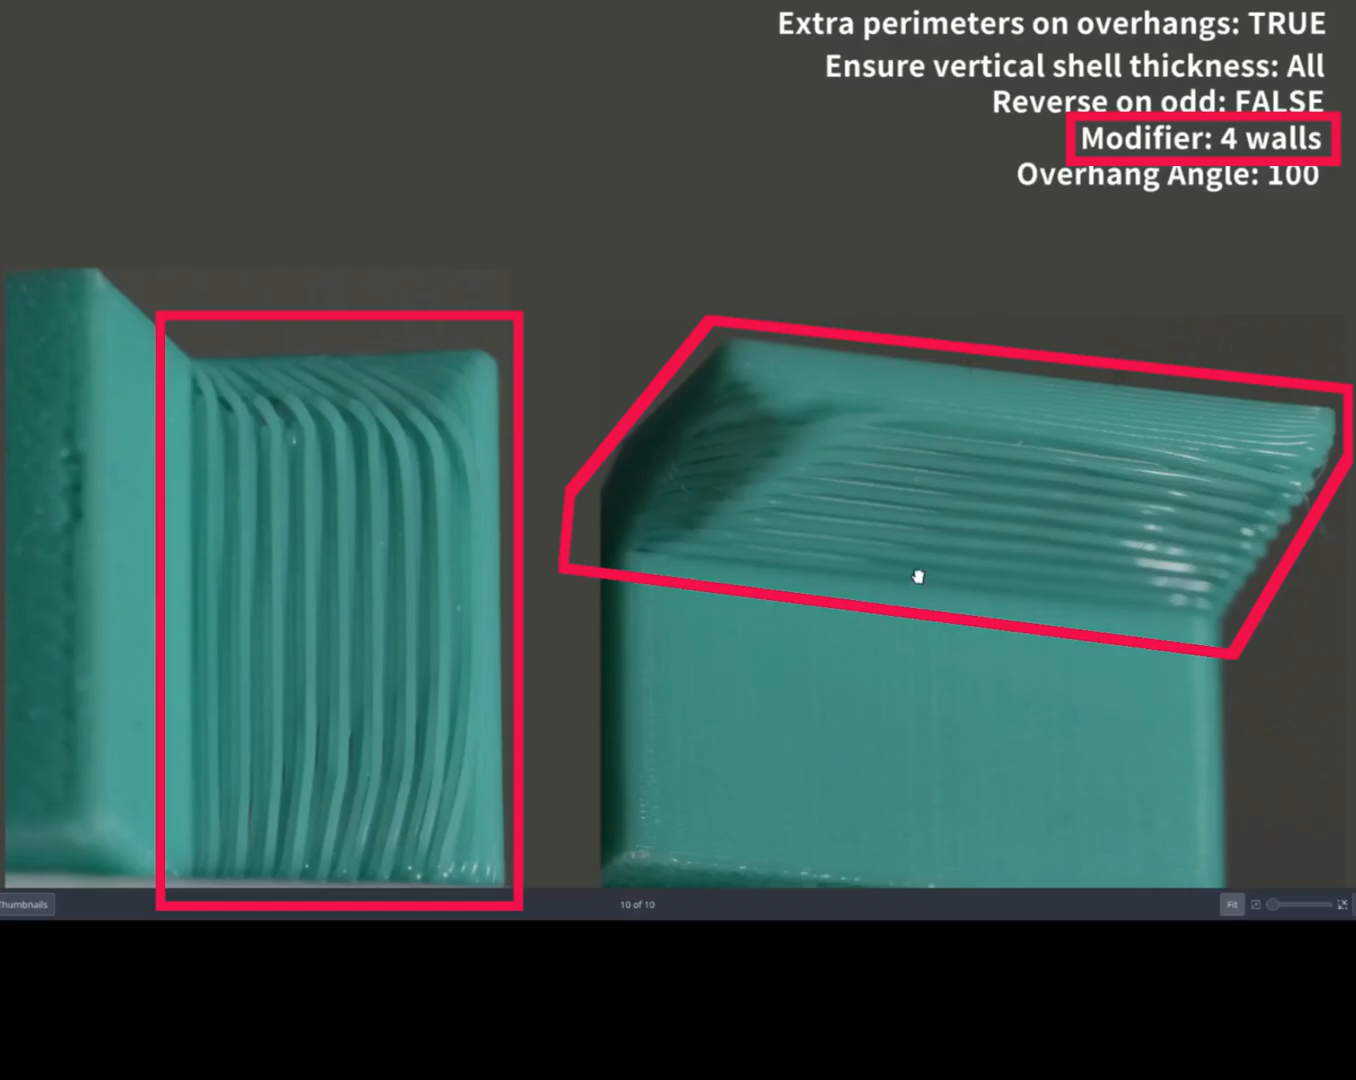 Extra perimeters on overhangs: TRUE
Ensure vertical shell thickness: All
Reverse on odd: FALSE
Modifier: 4 walls
Overhang Angle: 100
Thumbnails
10 of 10
Fit